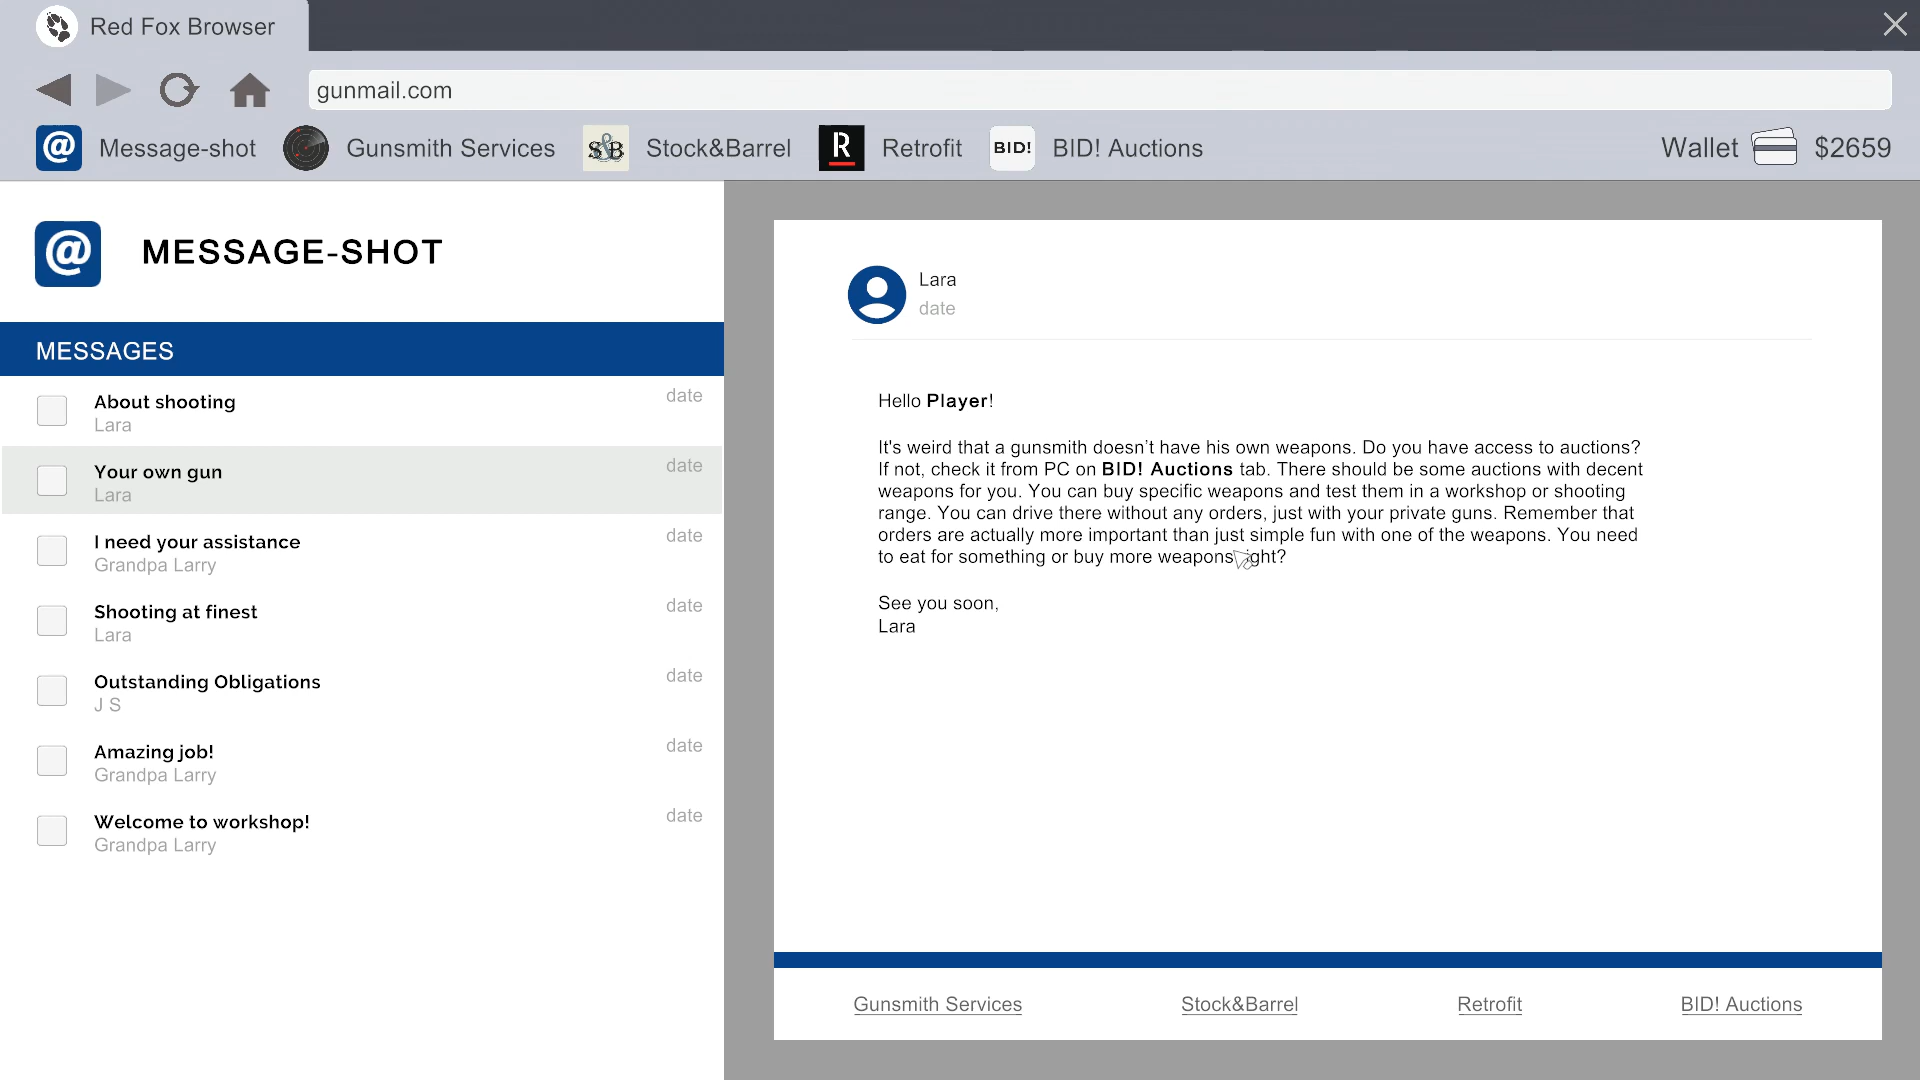 Red Fox Browser
gunmail.com
@ Message-shot
Gunsmith Services
S&B Stock&Barrel
R Retrofit
BID! BID! Auctions
Wallet $2659
@ MESSAGE-SHOT
MESSAGES
About shooting
date
Lara
Your own gun
date
Lara
I need your assistance
date
Grandpa Larry
Shooting at finest
date
Lara
Outstanding Obligations
date
J S
Amazing job!
date
Grandpa Larry
Welcome to workshop!
date
Grandpa Larry
Lara
date
Hello Player!
It's weird that a gunsmith doesn't have his own weapons. Do you have access to auctions?
If not, check it from PC on BID! Auctions tab. There should be some auctions with decent
weapons for you. You can buy specific weapons and test them in a workshop or shooting
range. You can drive there without any orders, just with your private guns. Remember that
orders are actually more important than just simple fun with one of the weapons. You need
to eat for something or buy more weapons right?
See you soon,
Lara
Gunsmith Services
Stock&Barrel
Retrofit
BID! Auctions